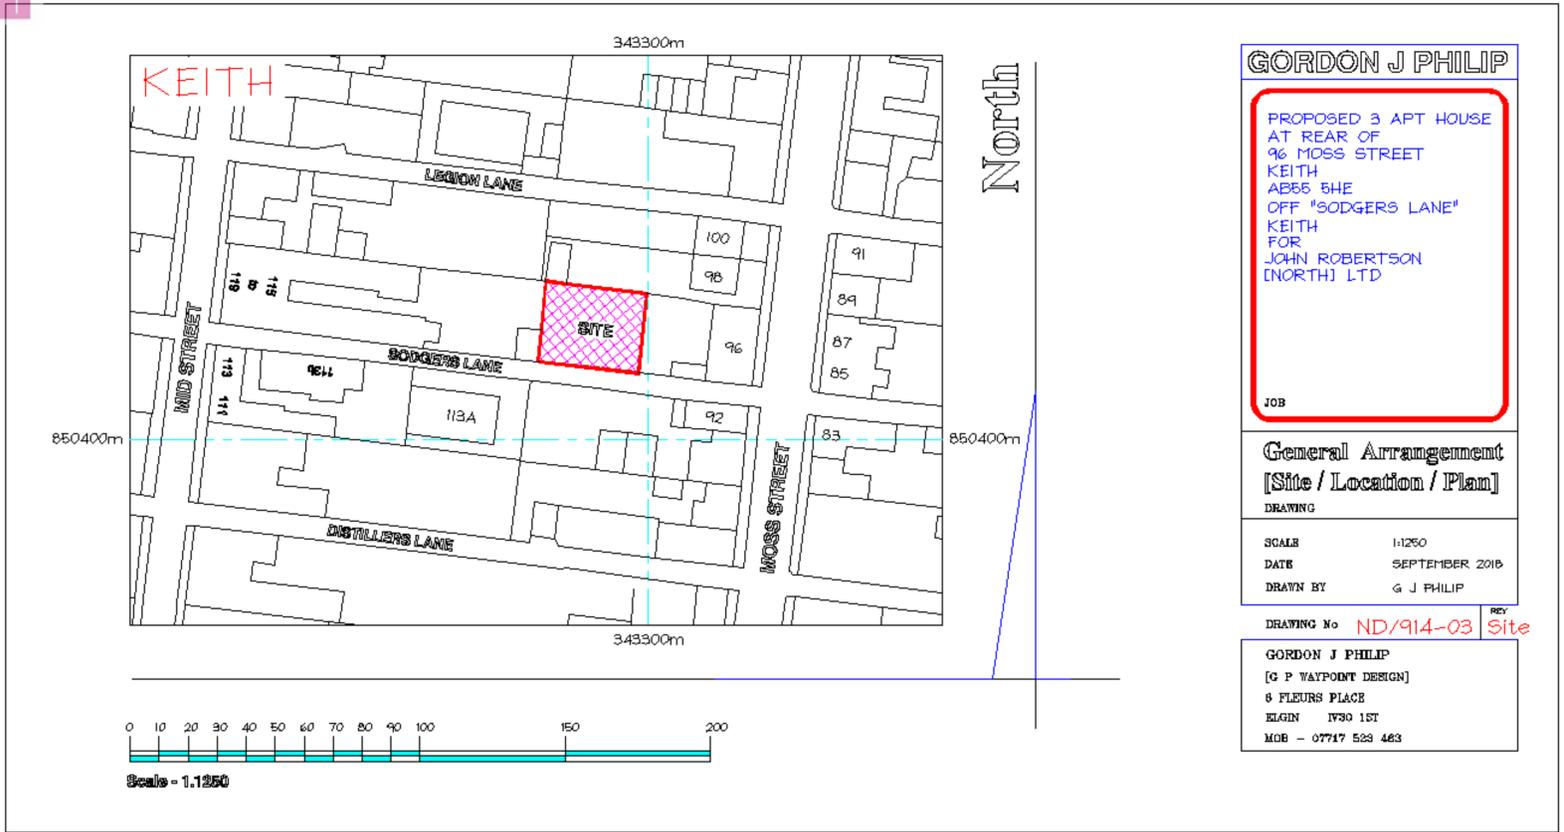 343300m
KEITH
North
LEGION LANE
100
98
91
89
115
to
119
SITE
96
87
85
MID STREET
SODGERS LANE
113
113b
111
113A
92
83
850400m
850400m
MOSS STREET
DISTILLERS LANE
343300m
0 10 20 30 40 50 60 70 80 90 100 150 200
Scale - 1.1250
GORDON J PHILIP
PROPOSED 3 APT HOUSE
AT REAR OF
96 MOSS STREET
KEITH
AB55 5HE
OFF "SODGERS LANE"
KEITH
FOR
JOHN ROBERTSON
[NORTH] LTD
JOB
General Arrangement
[Site / Location / Plan]
DRAWING
SCALE 1:1250
DATE SEPTEMBER 2018
DRAWN BY G J PHILIP
REV
DRAWING No ND/914-03 Site
GORDON J PHILIP
[G P WAYPOINT DESIGN]
6 FLEURS PLACE
ELGIN IV30 1ST
MOB - 07717 523 463